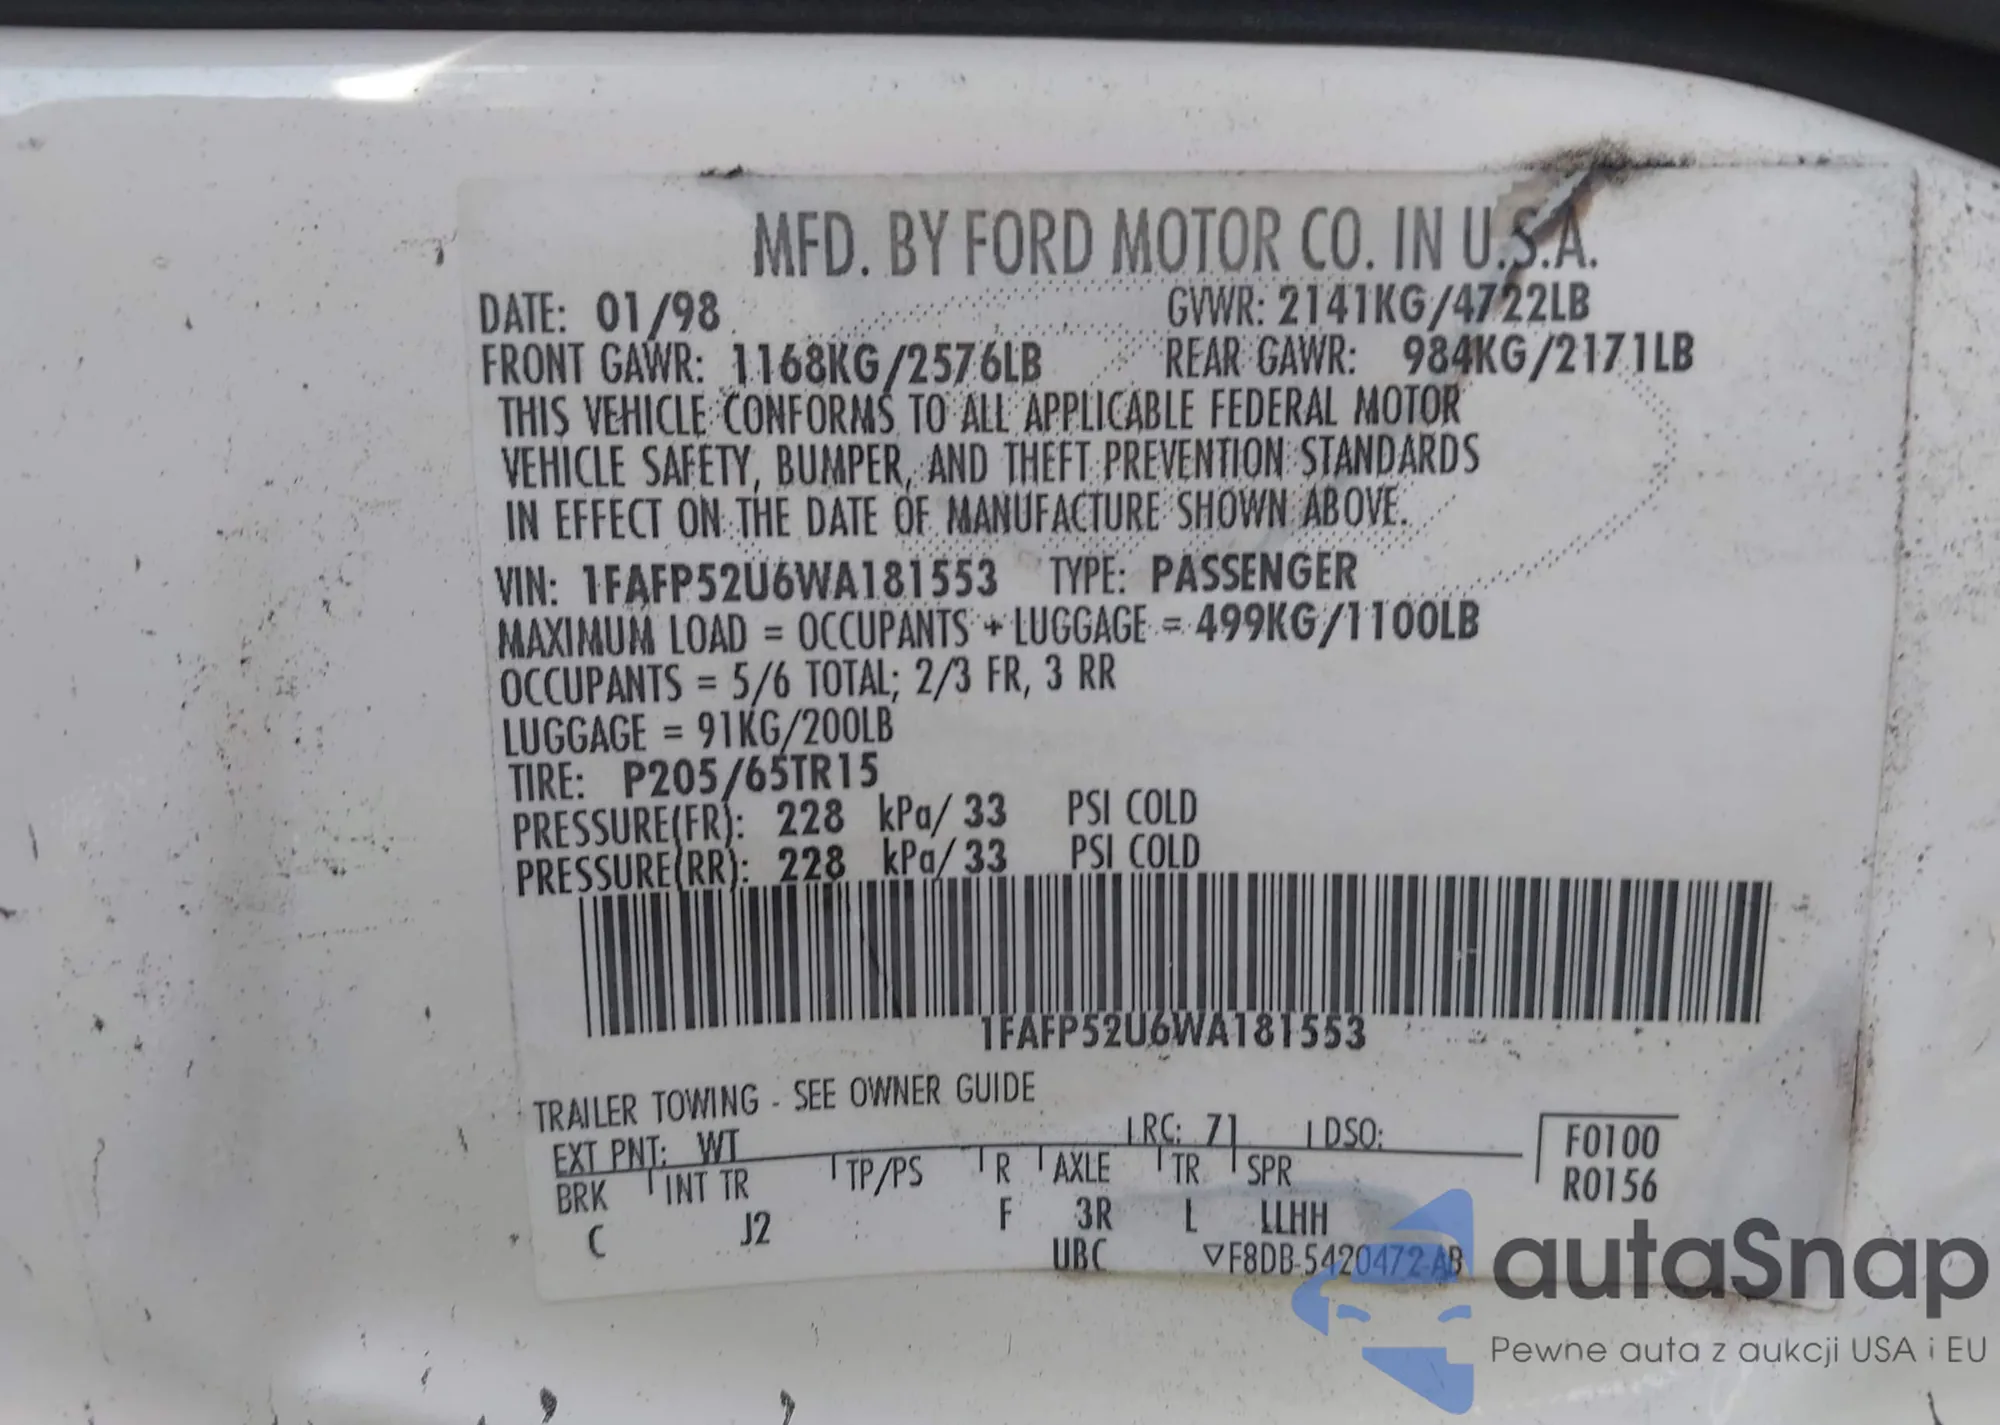 MFD. BY FORD MOTOR CO. IN U.S.A.
DATE: 01/98 GVWR: 2141KG/4722LB
FRONT GAWR: 1168KG/2576LB REAR GAWR: 984KG/2171LB
THIS VEHICLE CONFORMS TO ALL APPLICABLE FEDERAL MOTOR
VEHICLE SAFETY, BUMPER, AND THEFT PREVENTION STANDARDS
IN EFFECT ON THE DATE OF MANUFACTURE SHOWN ABOVE.
VIN: 1FAFP52U6WA181553 TYPE: PASSENGER
MAXIMUM LOAD = OCCUPANTS + LUGGAGE = 499KG/1100LB
OCCUPANTS = 5/6 TOTAL; 2/3 FR, 3 RR
LUGGAGE = 91KG/200LB
TIRE: P205/65TR15
PRESSURE(FR): 228 kPa/ 33 PSI COLD
PRESSURE(RR): 228 kPa/ 33 PSI COLD
1FAFP52U6WA181553
TRAILER TOWING - SEE OWNER GUIDE
EXT PNT: WT RC: 71 DSO: F0100
BRK INT TR TP/PS R AXLE TR SPR R0156
C J2 F 3R L LLHH
UBC ▽F8DB-5420472-AB
autoSnap
Pewne auta z aukcji USA i EU